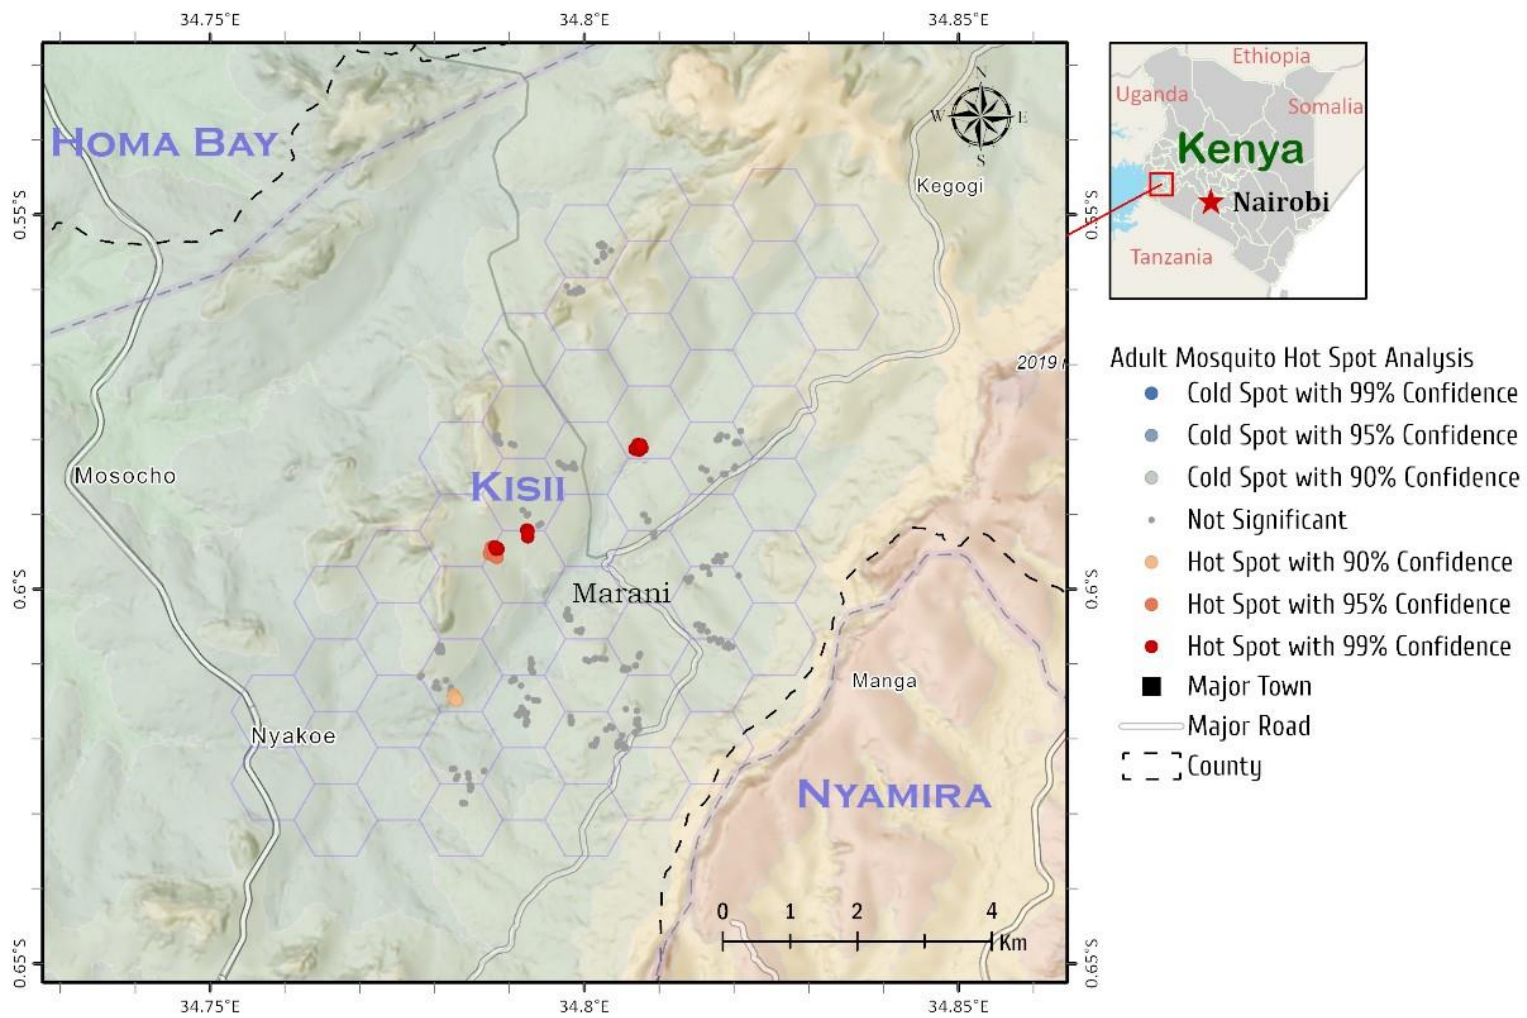 34.75°E 34.8°E 34.85°E
HOMA BAY
N
W E
S
Kegogi
0.55°S 0.55°S
2019
Mosocho
KISII
0.6°S 0.6°S
Marani
Manga
Nyakoe
NYAMIRA
0 1 2 4
Km
0.65°S 0.65°S
34.75°E 34.8°E 34.85°E
Ethiopia
Uganda
Somalia
Kenya
Nairobi
Tanzania
Adult Mosquito Hot Spot Analysis
Cold Spot with 99% Confidence
Cold Spot with 95% Confidence
Cold Spot with 90% Confidence
Not Significant
Hot Spot with 90% Confidence
Hot Spot with 95% Confidence
Hot Spot with 99% Confidence
Major Town
Major Road
County